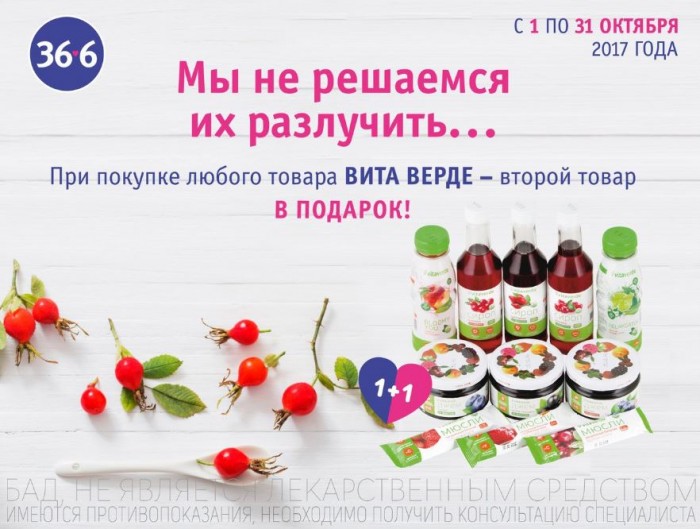 36·6
С 1 ПО 31 ОКТЯБРЯ
2017 ГОДА
Мы не решаемся
их разлучить...
При покупке любого товара ВИТА ВЕРДЕ – второй товар
В ПОДАРОК!
1+1
МЮСЛИ
МЮСЛИ
МЮСЛИ
БАД, НЕ ЯВЛЯЕТСЯ ЛЕКАРСТВЕННЫМ СРЕДСТВОМ
ИМЕЮТСЯ ПРОТИВОПОКАЗАНИЯ, НЕОБХОДИМО ПОЛУЧИТЬ КОНСУЛЬТАЦИЮ СПЕЦИАЛИСТА